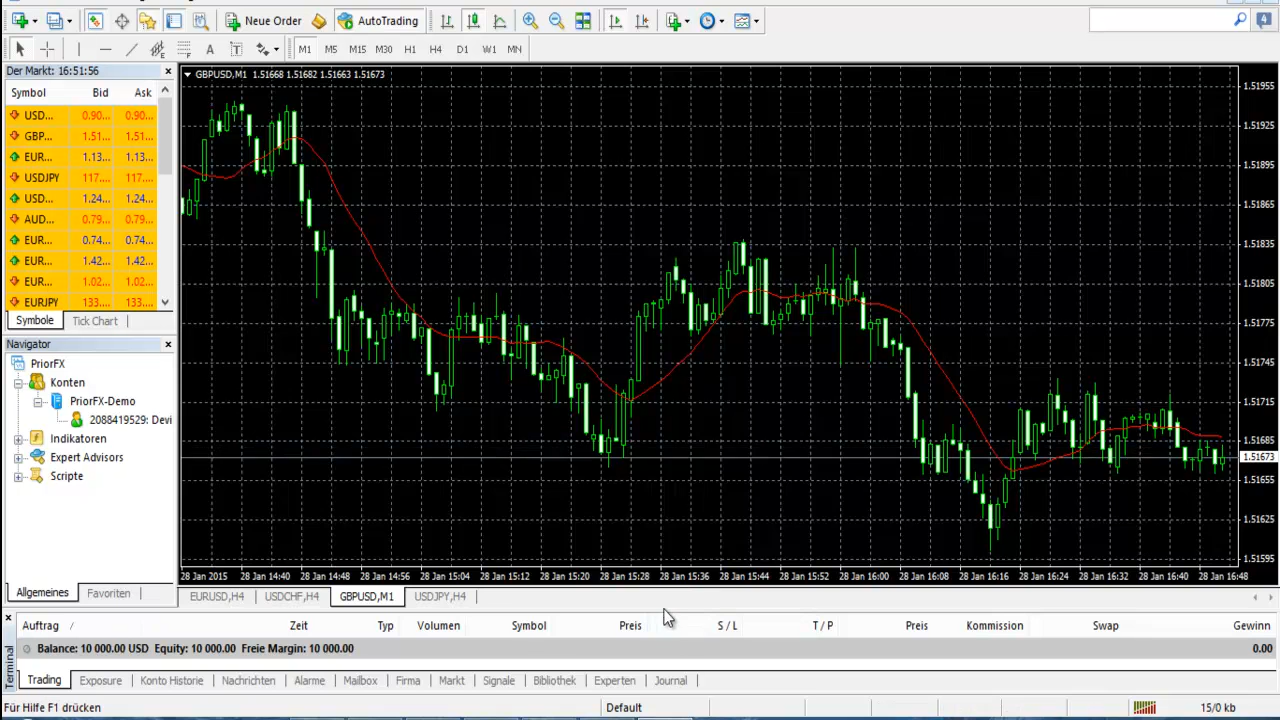 New Order AutoTrading
4
A T M1 M5 M15 M30 H1 H4 D1 W1 MN
Der Markt: 16:51:56
Symbol Bid Ask
USD... 0.90... 0.90...
GBP... 1.51... 1.51...
EUR... 1.13... 1.13...
USDJPY 117.... 117....
USD... 1.24... 1.24...
AUD... 0.79... 0.79...
EUR... 0.74... 0.74...
EUR... 1.42... 1.42...
EUR... 1.02... 1.02...
EURJPY 133.... 133....
Symbole Tick Chart
Navigator
PriorFX
Konten
PriorFX-Demo
2088419529: Devi
Indikatoren
Expert Advisors
Scripte
Allgemeines Favoriten
GBPUSD,M1 1.51668 1.51682 1.51663 1.51673
1.51955
1.51925
1.51895
1.51865
1.51835
1.51805
1.51775
1.51745
1.51715
1.51685
1.51673
1.51655
1.51625
1.51595
28 Jan 2015 28 Jan 14:40 28 Jan 14:48 28 Jan 14:56 28 Jan 15:04 28 Jan 15:12 28 Jan 15:20 28 Jan 15:28 28 Jan 15:36 28 Jan 15:44 28 Jan 15:52 28 Jan 16:00 28 Jan 16:08 28 Jan 16:16 28 Jan 16:24 28 Jan 16:32 28 Jan 16:40 28 Jan 16:48
EURUSD,H4 USDCHF,H4 GBPUSD,M1 USDJPY,H4
Auftrag / Zeit Typ Volumen Symbol Preis S / L T / P Preis Kommission Swap Gewinn
Balance: 10 000.00 USD Equity: 10 000.00 Freie Margin: 10 000.00 0.00
Terminal
Trading Exposure Konto Historie Nachrichten Alarme Mailbox Firma Markt Signale Bibliothek Experten Journal
Für Hilfe F1 drücken Default 15/0 kb